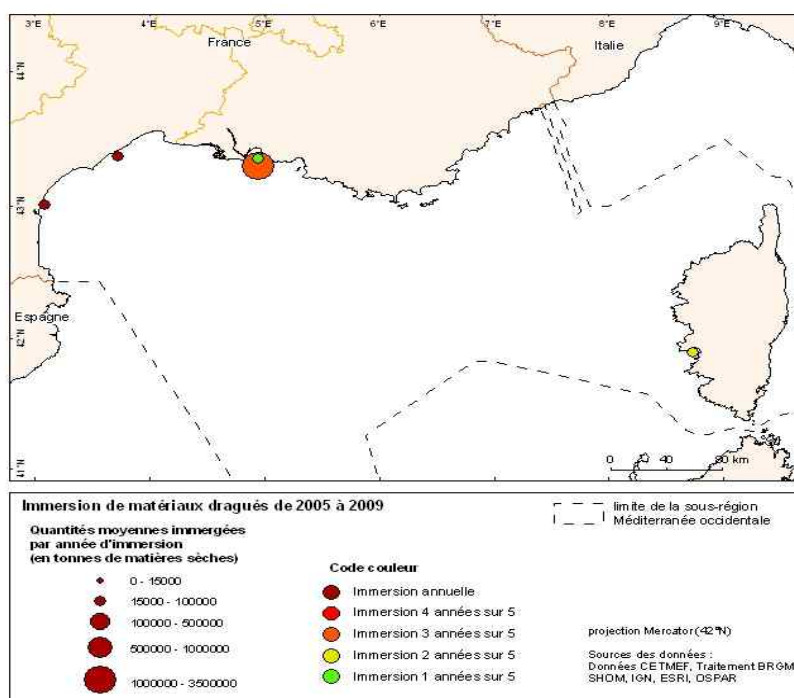 3°E 4°E 5°E 6°E 7°E 8°E 9°E
France
Italie
44°N
43°N
Espagne
42°N
41°N
0 40 80 km
Immersion de matériaux dragués de 2005 à 2009
Quantités moyennes immergées
par année d'immersion
(en tonnes de matières sèches)
0 - 15000
15000 - 100000
100000 - 500000
500000 - 1000000
1000000 - 3500000
Code couleur
Immersion annuelle
Immersion 4 années sur 5
Immersion 3 années sur 5
Immersion 2 années sur 5
Immersion 1 années sur 5
limite de la sous-région
Méditerranée occidentale
projection Mercator (42°N)
Sources des données :
Données CETMEF, Traitement BRGM
SHOM, IGN, ESRI, OSPAR